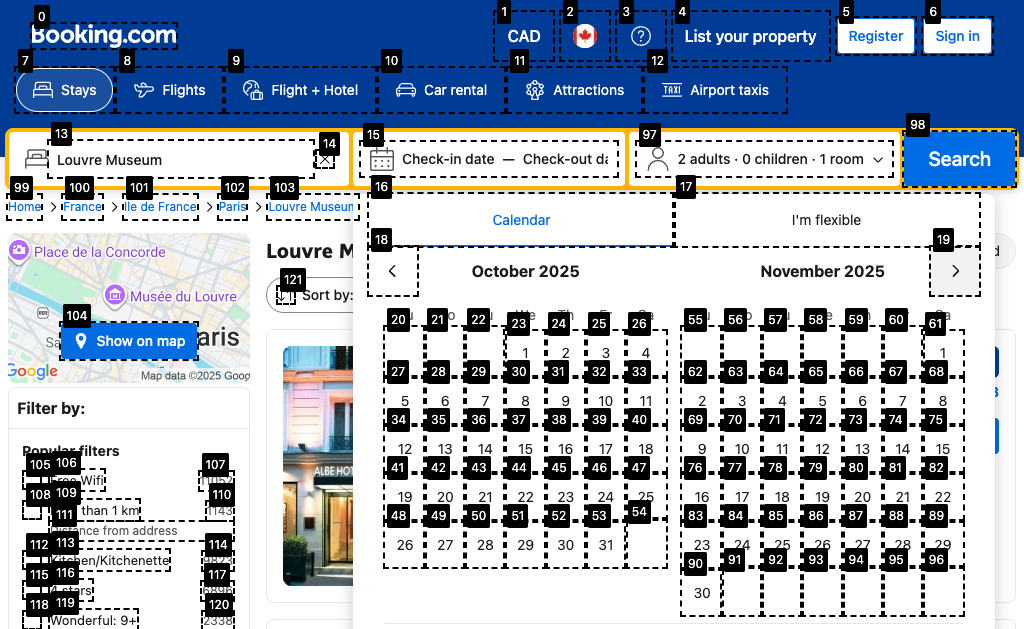 Booking.com
CAD
List your property
Register
Sign in
Stays
Flights
Flight + Hotel
Car rental
Attractions
Airport taxis
Louvre Museum
Check-in date — Check-out da
2 adults · 0 children · 1 room
Search
Home
France
Ile de France
Paris
Louvre Museum
Calendar
I'm flexible
October 2025
November 2025
1 2 3 4
5 6 7 8 9 10 11
12 13 14 15 16 17 18
19 20 21 22 23 24 25
26 27 28 29 30 31
1
2 3 4 5 6 7 8
9 10 11 12 13 14 15
16 17 18 19 20 21 22
23 24 25 26 27 28 29
30
Place de la Concorde
Musée du Louvre
RER
Show on map
aris
Google
Map data ©2025 Goog
Louvre M
Sort by:
ALBE HOT
Filter by:
Popular filters
Free Wifi
than 1 km
1143
Distance from address
Kitchen/Kitchenette
4 stars
Wonderful: 9+
2338
0
1
2
3
4
5
6
7
8
9
10
11
12
13
14
15
16
17
18
19
20
21
22
23
24
25
26
27
28
29
30
31
32
33
34
35
36
37
38
39
40
41
42
43
44
45
46
47
48
49
50
51
52
53
54
55
56
57
58
59
60
61
62
63
64
65
66
67
68
69
70
71
72
73
74
75
76
77
78
79
80
81
82
83
84
85
86
87
88
89
90
91
92
93
94
95
96
97
98
99
100
101
102
103
104
105
106
107
108
109
110
111
112
113
114
115
116
117
118
119
120
121